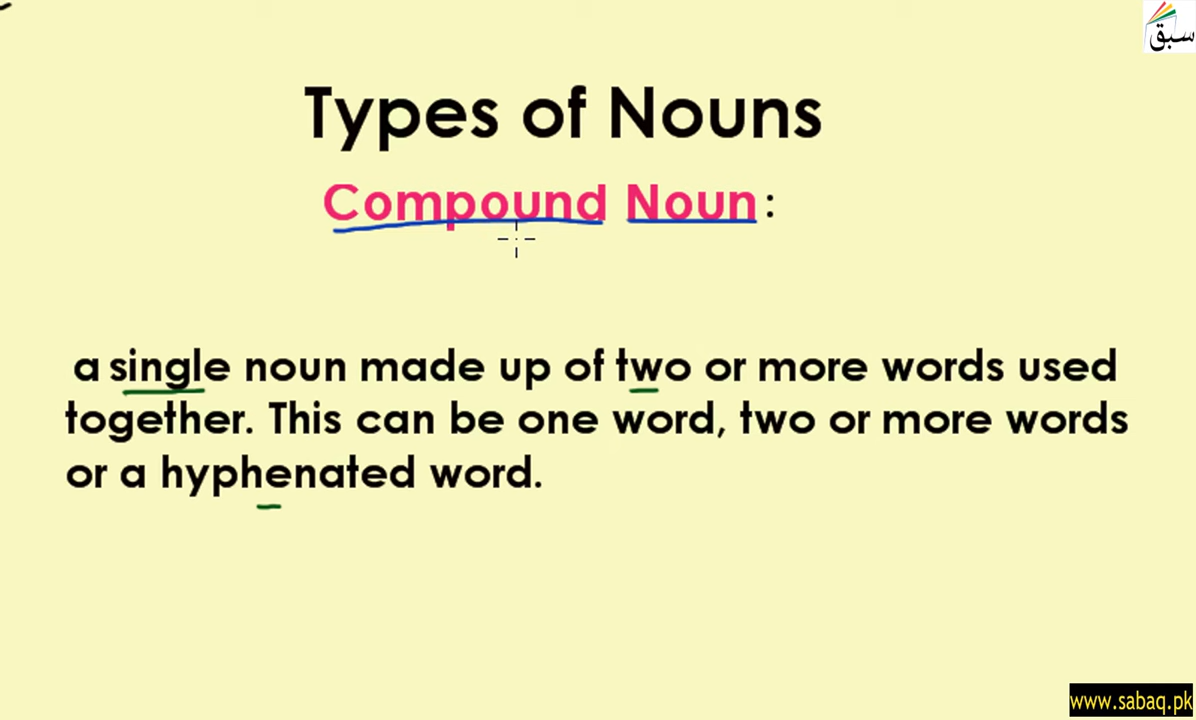 سبق
Types of Nouns
Compound Noun:
a single noun made up of two or more words used
together. This can be one word, two or more words
or a hyphenated word.
www.sabaq.pk